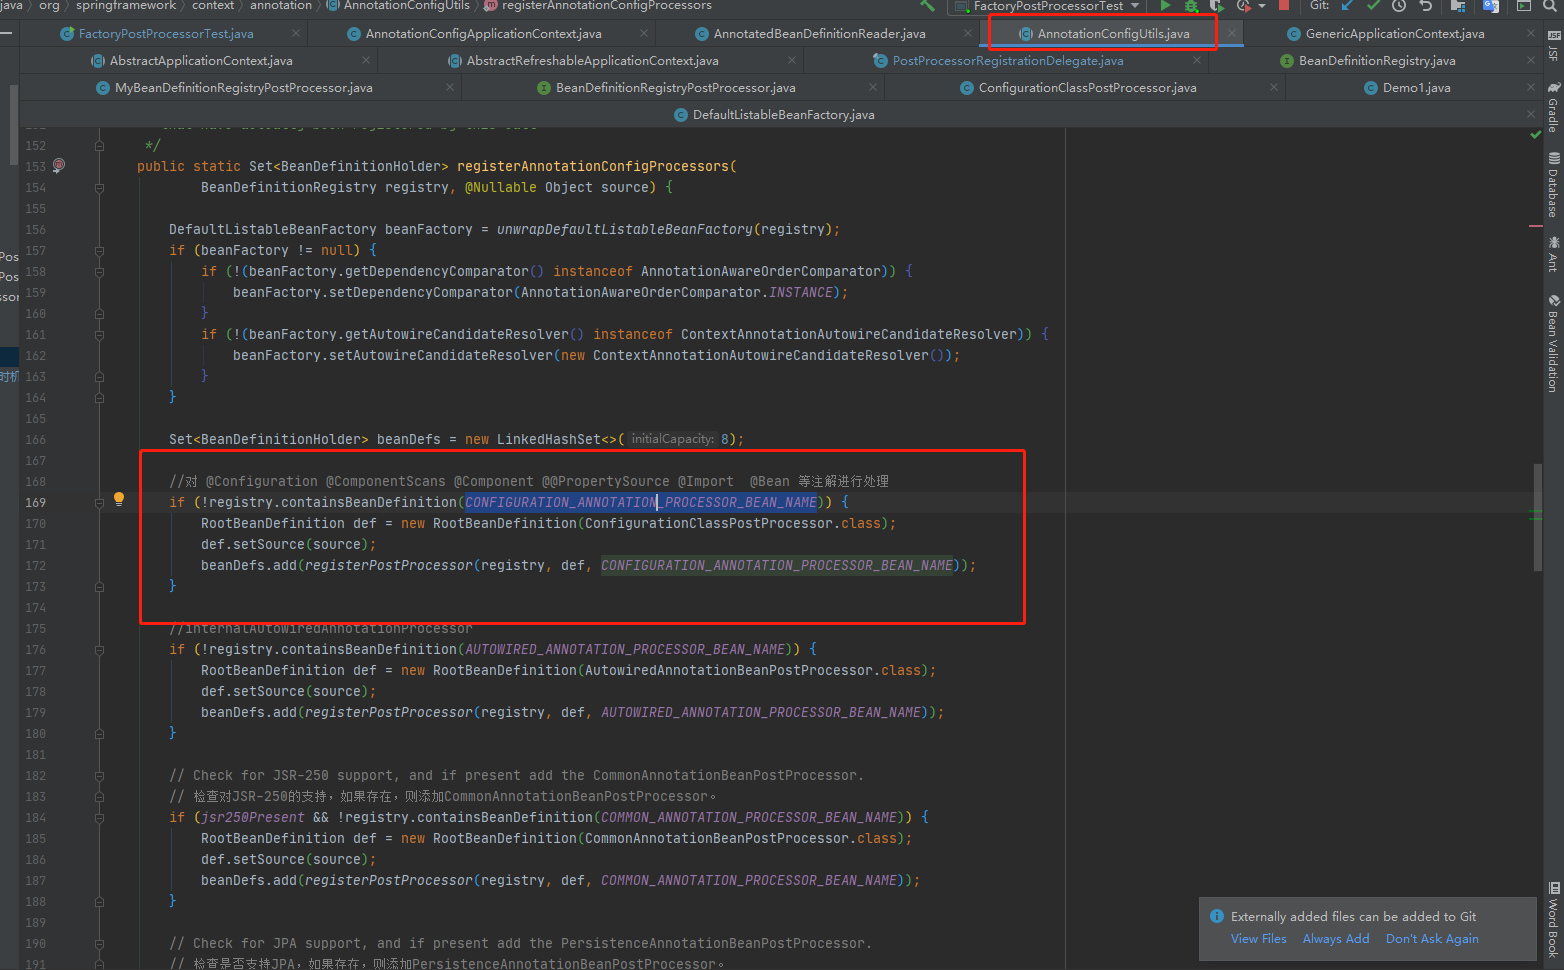 java › org › springframework › context › annotation › AnnotationConfigUtils › registerAnnotationConfigProcessors
FactoryPostProcessorTest
Git:
FactoryPostProcessorTest.java
AnnotationConfigApplicationContext.java
AnnotatedBeanDefinitionReader.java
AnnotationConfigUtils.java
GenericApplicationContext.java
AbstractApplicationContext.java
AbstractRefreshableApplicationContext.java
PostProcessorRegistrationDelegate.java
BeanDefinitionRegistry.java
MyBeanDefinitionRegistryPostProcessor.java
BeanDefinitionRegistryPostProcessor.java
ConfigurationClassPostProcessor.java
Demo1.java
DefaultListableBeanFactory.java
152 */
153 public static Set<BeanDefinitionHolder> registerAnnotationConfigProcessors(
154 BeanDefinitionRegistry registry, @Nullable Object source) {
155
156 DefaultListableBeanFactory beanFactory = unwrapDefaultListableBeanFactory(registry);
157 if (beanFactory != null) {
158 if (!(beanFactory.getDependencyComparator() instanceof AnnotationAwareOrderComparator)) {
159 beanFactory.setDependencyComparator(AnnotationAwareOrderComparator.INSTANCE);
160 }
161 if (!(beanFactory.getAutowireCandidateResolver() instanceof ContextAnnotationAutowireCandidateResolver)) {
162 beanFactory.setAutowireCandidateResolver(new ContextAnnotationAutowireCandidateResolver());
163 }
164 }
165
166 Set<BeanDefinitionHolder> beanDefs = new LinkedHashSet<>( initialCapacity: 8);
167
168 //对 @Configuration @ComponentScans @Component @@PropertySource @Import  @Bean 等注解进行处理
169 if (!registry.containsBeanDefinition(CONFIGURATION_ANNOTATION_PROCESSOR_BEAN_NAME)) {
170 RootBeanDefinition def = new RootBeanDefinition(ConfigurationClassPostProcessor.class);
171 def.setSource(source);
172 beanDefs.add(registerPostProcessor(registry, def, CONFIGURATION_ANNOTATION_PROCESSOR_BEAN_NAME));
173 }
174
175 //internalAutowiredAnnotationProcessor
176 if (!registry.containsBeanDefinition(AUTOWIRED_ANNOTATION_PROCESSOR_BEAN_NAME)) {
177 RootBeanDefinition def = new RootBeanDefinition(AutowiredAnnotationBeanPostProcessor.class);
178 def.setSource(source);
179 beanDefs.add(registerPostProcessor(registry, def, AUTOWIRED_ANNOTATION_PROCESSOR_BEAN_NAME));
180 }
181
182 // Check for JSR-250 support, and if present add the CommonAnnotationBeanPostProcessor.
183 // 检查对JSR-250的支持，如果存在，则添加CommonAnnotationBeanPostProcessor。
184 if (jsr250Present && !registry.containsBeanDefinition(COMMON_ANNOTATION_PROCESSOR_BEAN_NAME)) {
185 RootBeanDefinition def = new RootBeanDefinition(CommonAnnotationBeanPostProcessor.class);
186 def.setSource(source);
187 beanDefs.add(registerPostProcessor(registry, def, COMMON_ANNOTATION_PROCESSOR_BEAN_NAME));
188 }
189
190 // Check for JPA support, and if present add the PersistenceAnnotationBeanPostProcessor.
191 // 检查是否支持JPA，如果存在，则添加PersistenceAnnotationBeanPostProcessor。
Pos
Pos
ssor
时机
JSF
Gradle
Database
Ant
Bean Validation
Word Book
Externally added files can be added to Git
View Files Always Add Don't Ask Again